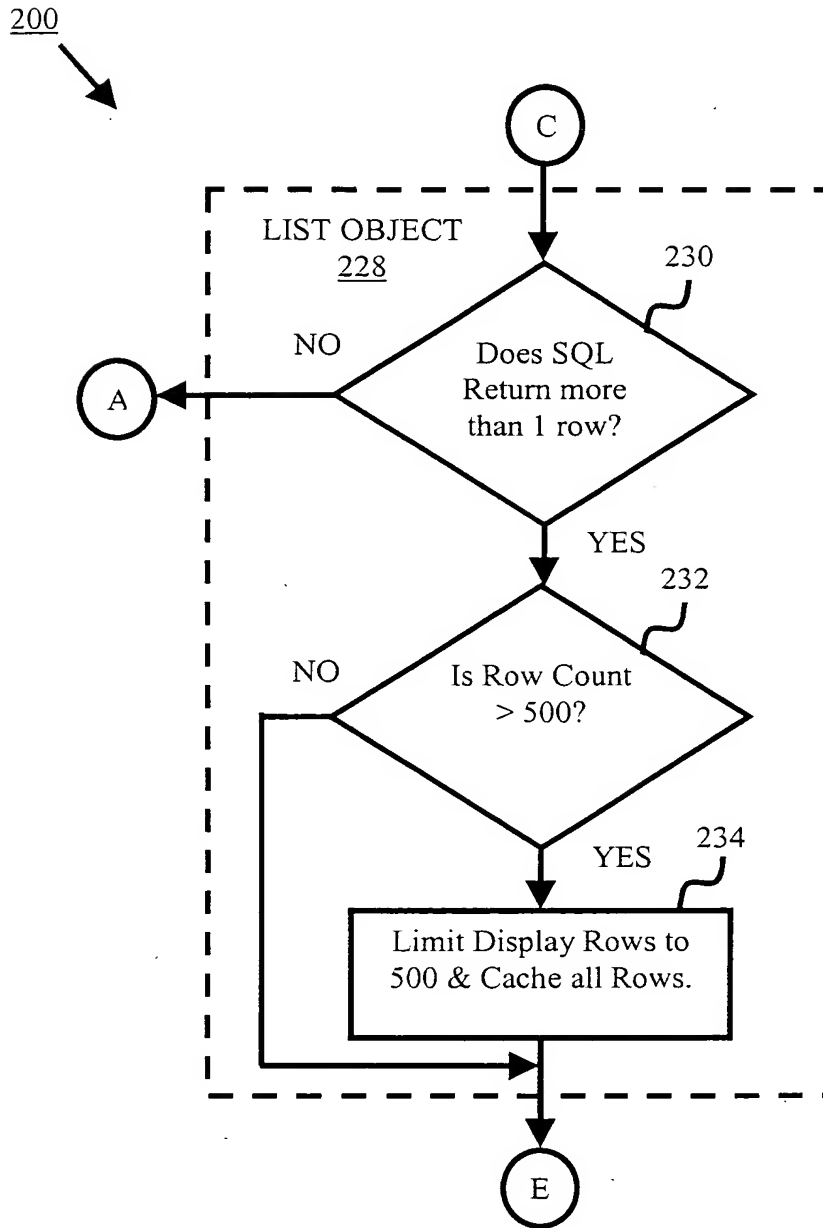 200
C
LIST OBJECT
228
230
NO
Does SQL
Return more
than 1 row?
A
YES
232
NO
Is Row Count
> 500?
YES
234
Limit Display Rows to
500 & Cache all Rows.
E